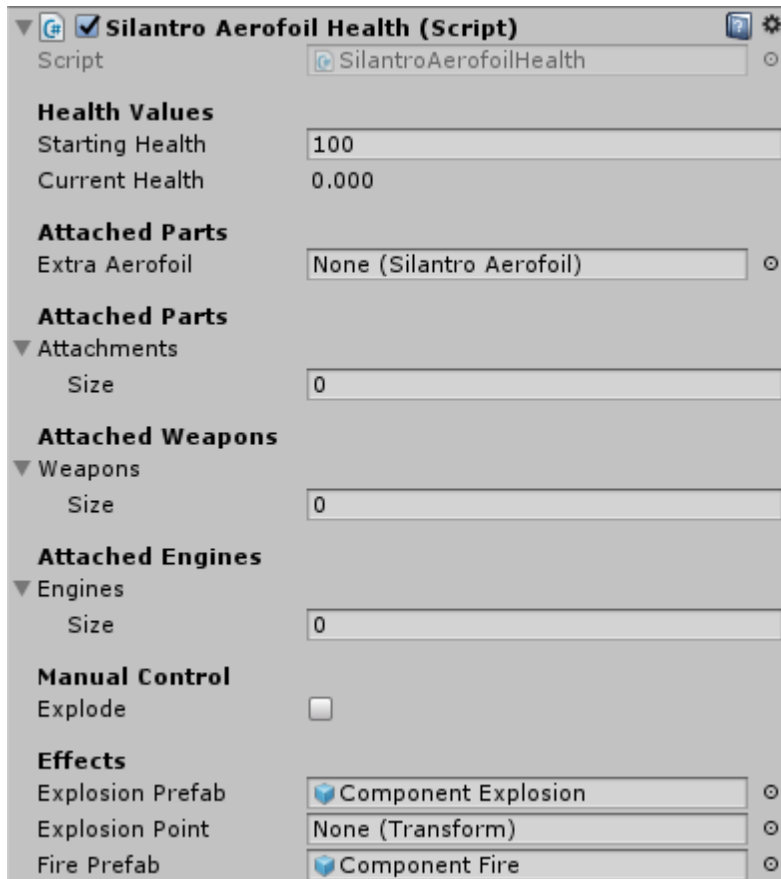 Silantro Aerofoil Health (Script)
Script SilantroAerofoilHealth
Health Values
Starting Health 100
Current Health 0.000
Attached Parts
Extra Aerofoil None (Silantro Aerofoil)
Attached Parts
Attachments
Size 0
Attached Weapons
Weapons
Size 0
Attached Engines
Engines
Size 0
Manual Control
Explode
Effects
Explosion Prefab Component Explosion
Explosion Point None (Transform)
Fire Prefab Component Fire